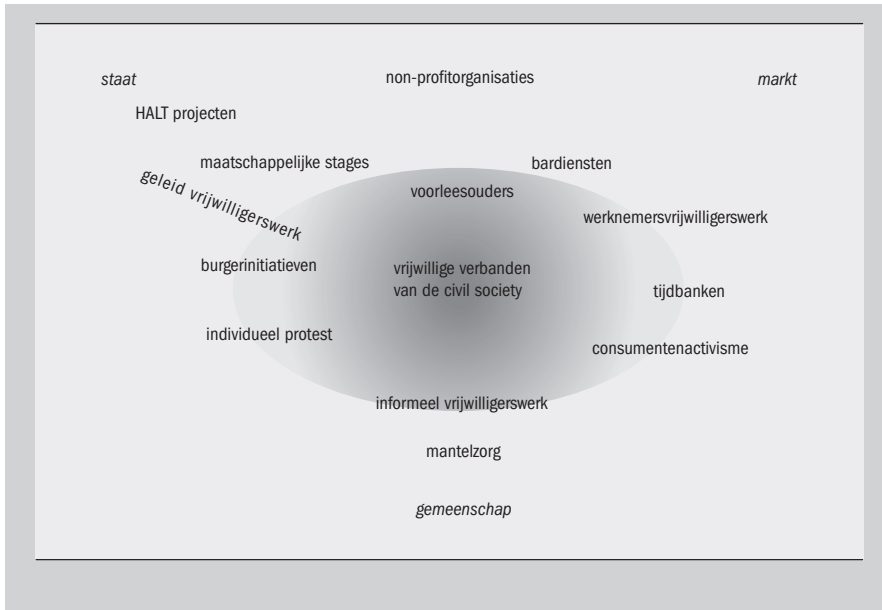 staat
non-profitorganisaties
markt
HALT projecten
maatschappelijke stages
bardiensten
geleid vrijwilligerswerk
voorleesouders
werknemersvrijwilligerswerk
burgerinitiatieven
vrijwillige verbanden
van de civil society
tijdbanken
individueel protest
consumentenactivisme
informeel vrijwilligerswerk
mantelzorg
gemeenschap